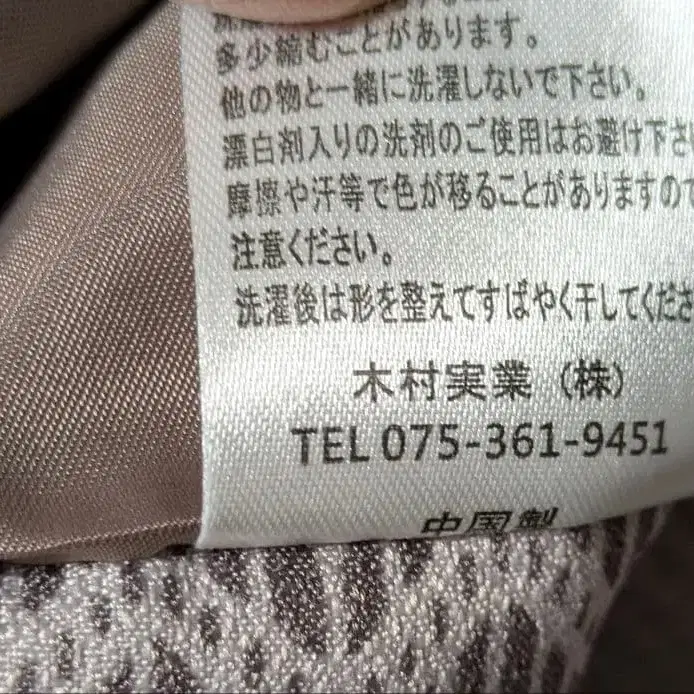 多少縮むことがあります。
他の物と一緒に洗濯しないで下さい。
漂白剤入りの洗剤のご使用はお避け下さ
摩擦や汗等で色が移ることがありますので
注意ください。
洗濯後は形を整えてすばやく干してくださ
木村実業（株）
TEL 075-361-9451
中国製